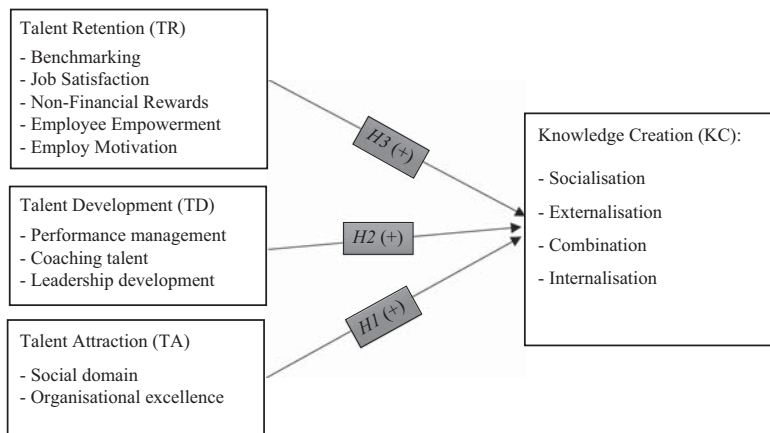 Talent Retention (TR)
- Benchmarking
- Job Satisfaction
- Non-Financial Rewards
- Employee Empowerment
- Employ Motivation
H3 (+)
Knowledge Creation (KC):
- Socialisation
- Externalisation
- Combination
- Internalisation
Talent Development (TD)
- Performance management
- Coaching talent
- Leadership development
H2 (+)
Talent Attraction (TA)
- Social domain
- Organisational excellence
H1 (+)